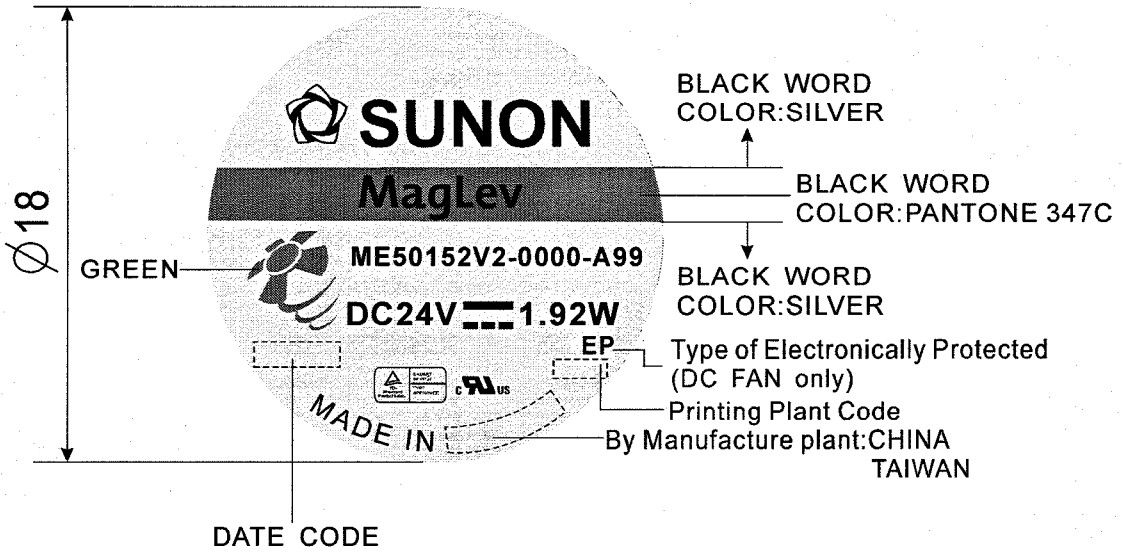 BLACK WORD
COLOR:SILVER
SUNON
MagLev
BLACK WORD
COLOR:PANTONE 347C
Ø18
GREEN
ME50152V2-0000-A99
BLACK WORD
COLOR:SILVER
DC24V 1.92W
EP
Type of Electronically Protected
(DC FAN only)
c RU US
Printing Plant Code
MADE IN
By Manufacture plant:CHINA
TAIWAN
DATE CODE